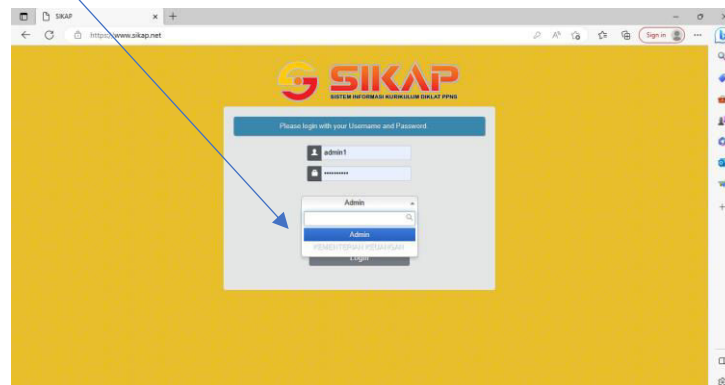 SIKAP
https://www.sikap.net
Sign in
SIKAP
SISTEM INFORMASI KURIKULUM DIKLAT PPNS
Please login with your Username and Password.
admin1
Admin
Admin
KEMENTERIAN KEUANGAN
Login